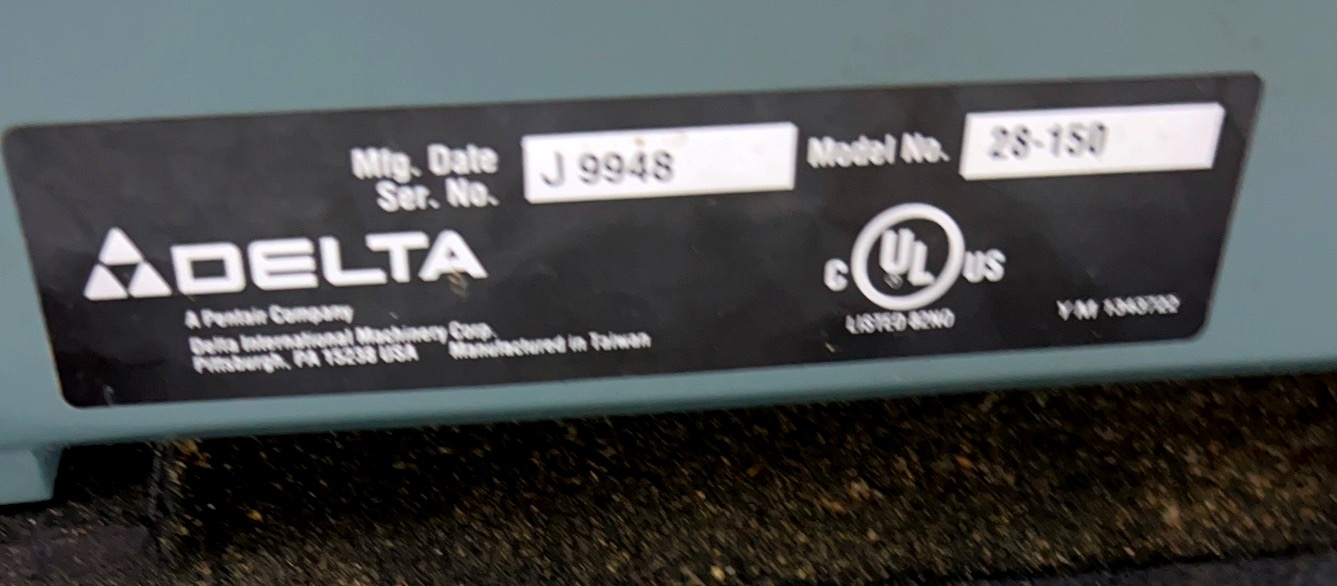 Mfg. Date
Ser. No.
J 9948
Model No.
28-150
DELTA
A Pentair Company
Delta International Machinery Corp.
Pittsburgh, PA 15238 USA Manufactured in Taiwan
C UL US
LISTED